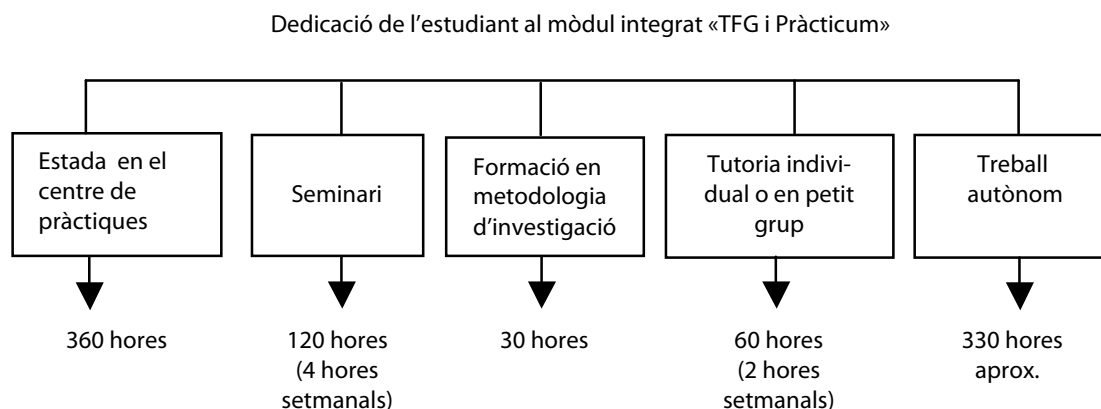 Dedicació de l'estudiant al mòdul integrat «TFG i Pràcticum»
Estada en el
centre de
pràctiques
Seminari
Formació en
metodologia
d'investigació
Tutoria indivi-
dual o en petit
grup
Treball
autònom
360 hores
120 hores
(4 hores
setmanals)
30 hores
60 hores
(2 hores
setmanals)
330 hores
aprox.